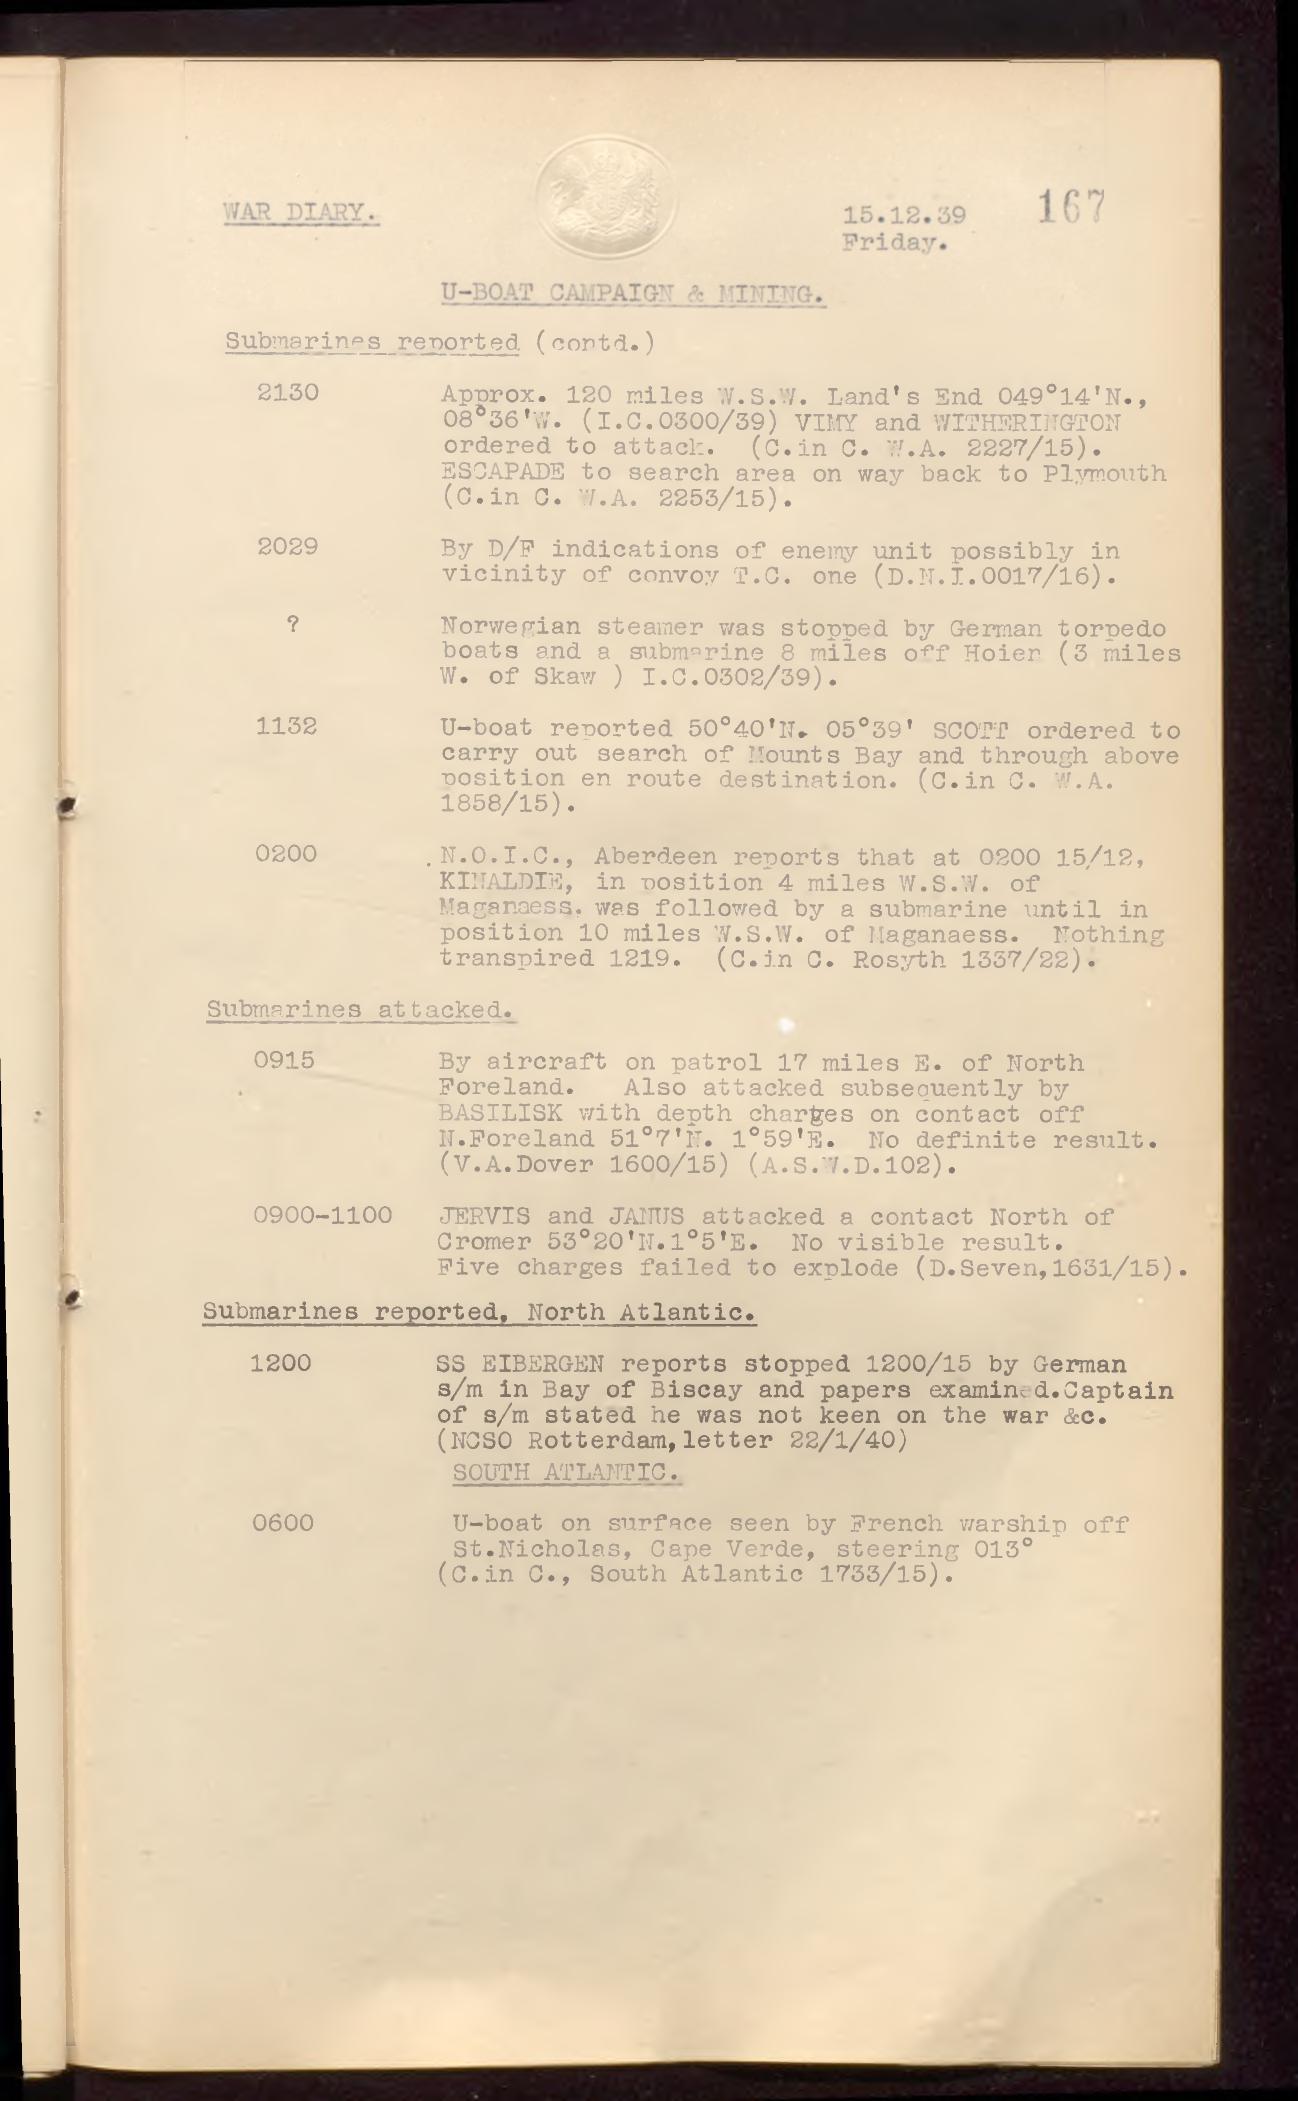 WAR DIARY.
15.12.39 167
Friday.
U-BOAT CAMPAIGN & MINING.
Submarines reported (contd.)
2130 Approx. 120 miles W.S.W. Land's End 049°14'N.,
08°36'W. (I.C.0300/39) VIMY and WITHERINGTON
ordered to attack. (C.in C. W.A. 2227/15).
ESCAPADE to search area on way back to Plymouth
(C.in C. W.A. 2253/15).
2029 By D/F indications of enemy unit possibly in
vicinity of convoy T.C. one (D.N.I.0017/16).
? Norwegian steamer was stopped by German torpedo
boats and a submarine 8 miles off Hoier (3 miles
W. of Skaw ) I.C.0302/39).
1132 U-boat reported 50°40'N. 05°39' SCOTT ordered to
carry out search of Mounts Bay and through above
position en route destination. (C.in C. W.A.
1858/15).
0200 .N.O.I.C., Aberdeen reports that at 0200 15/12,
KINALDIE, in position 4 miles W.S.W. of
Maganaess. was followed by a submarine until in
position 10 miles W.S.W. of Maganaess. Nothing
transpired 1219. (C.in C. Rosyth 1337/22).
Submarines attacked.
0915 By aircraft on patrol 17 miles E. of North
Foreland. Also attacked subsequently by
BASILISK with depth charges on contact off
N.Foreland 51°7'N. 1°59'E. No definite result.
(V.A.Dover 1600/15) (A.S.W.D.102).
0900-1100 JERVIS and JANUS attacked a contact North of
Cromer 53°20'N.1°5'E. No visible result.
Five charges failed to explode (D.Seven,1631/15).
Submarines reported, North Atlantic.
1200 SS EIBERGEN reports stopped 1200/15 by German
s/m in Bay of Biscay and papers examined.Captain
of s/m stated he was not keen on the war &c.
(NCSO Rotterdam,letter 22/1/40)
SOUTH ATLANTIC.
0600 U-boat on surface seen by French warship off
St.Nicholas, Cape Verde, steering 013°
(C.in C., South Atlantic 1733/15).